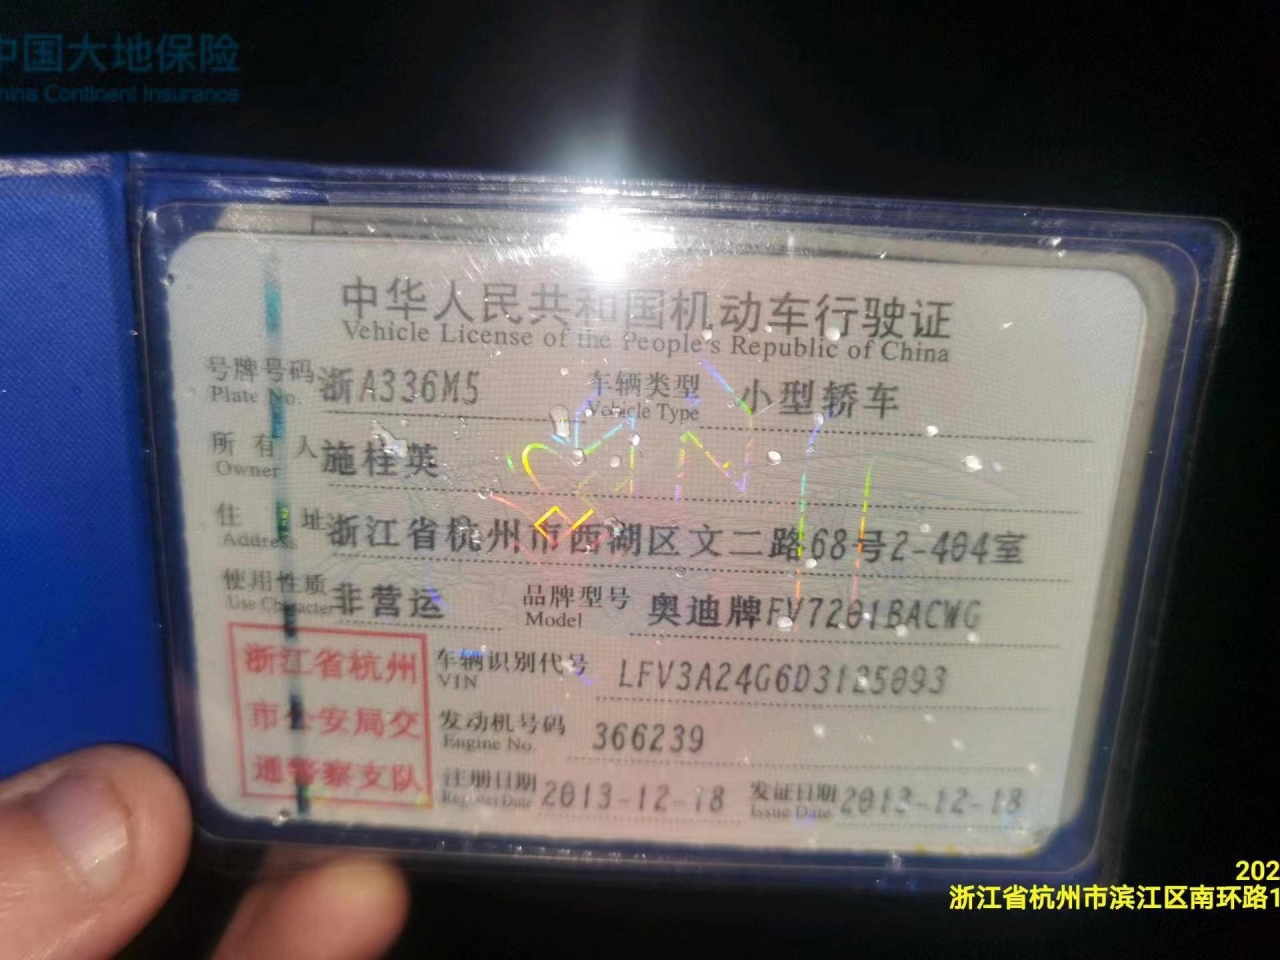 中国大地保险
China Continent Insurance
中华人民共和国机动车行驶证
Vehicle License of the People's Republic of China
号牌号码 浙A336M5 车辆类型 小型轿车
Plate No. Vehicle Type
所有人 施桂英
Owner
住址 浙江省杭州市西湖区文二路68号2-404室
Address
使用性质 非营运 品牌型号 奥迪牌FV7201BACWG
Use Character Model
浙江省杭州
市公安局交
通警察支队
车辆识别代号 LFV3A24G6D3125093
VIN
发动机号码 366239
Engine No.
注册日期 2013-12-18 发证日期 2013-12-18
Register Date Issue Date
202
浙江省杭州市滨江区南环路1